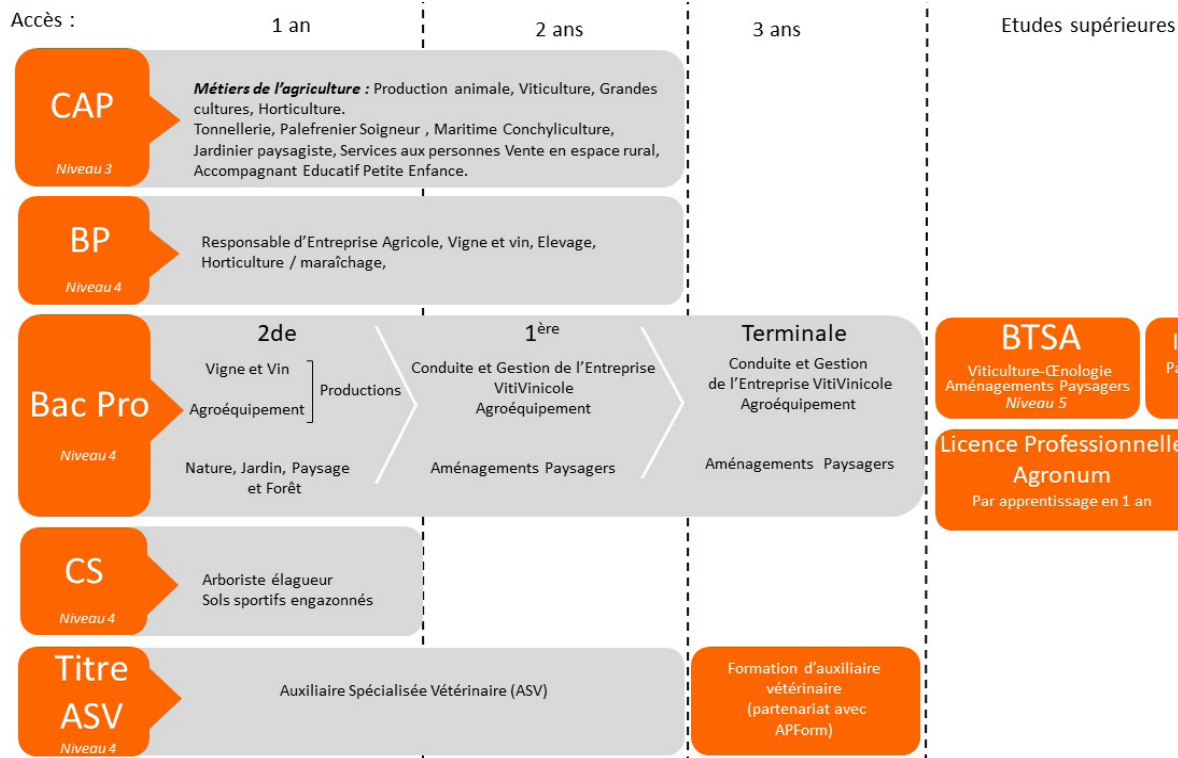 Accès :
1 an
2 ans
3 ans
Etudes supérieures
CAP
Niveau 3
Métiers de l’agriculture : Production animale, Viticulture, Grandes
cultures, Horticulture.
Tonnellerie, Palefrenier Soigneur , Maritime Conchyliculture,
Jardinier paysagiste, Services aux personnes Vente en espace rural,
Accompagnant Educatif Petite Enfance.
BP
Niveau 4
Responsable d’Entreprise Agricole, Vigne et vin, Elevage,
Horticulture / maraîchage,
Bac Pro
Niveau 4
2de
Vigne et Vin
Productions
Agroéquipement
Nature, Jardin, Paysage
et Forêt
1ère
Conduite et Gestion de l’Entreprise
VitiVinicole
Agroéquipement
Aménagements Paysagers
Terminale
Conduite et Gestion
de l’Entreprise VitiVinicole
Agroéquipement
Aménagements Paysagers
BTSA
Viticulture-Œnologie
Aménagements Paysagers
Niveau 5
Licence Professionnelle
Agronum
Par apprentissage en 1 an
CS
Niveau 4
Arboriste élagueur
Sols sportifs engazonnés
Titre
ASV
Niveau 4
Auxiliaire Spécialisée Vétérinaire (ASV)
Formation d’auxiliaire
vétérinaire
(partenariat avec
APForm)